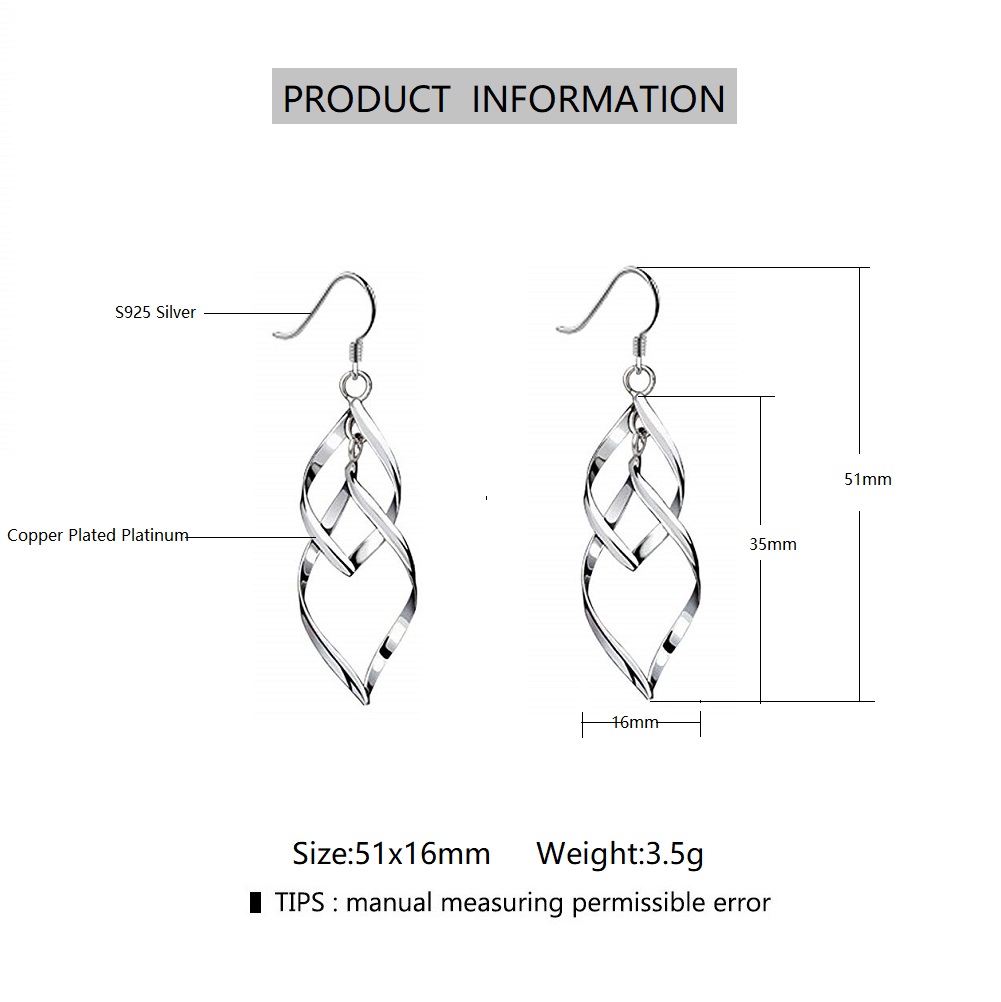 PRODUCT INFORMATION
S925 Silver
51mm
Copper Plated Platinum
35mm
16mm
Size:51x16mm Weight:3.5g
TIPS : manual measuring permissible error